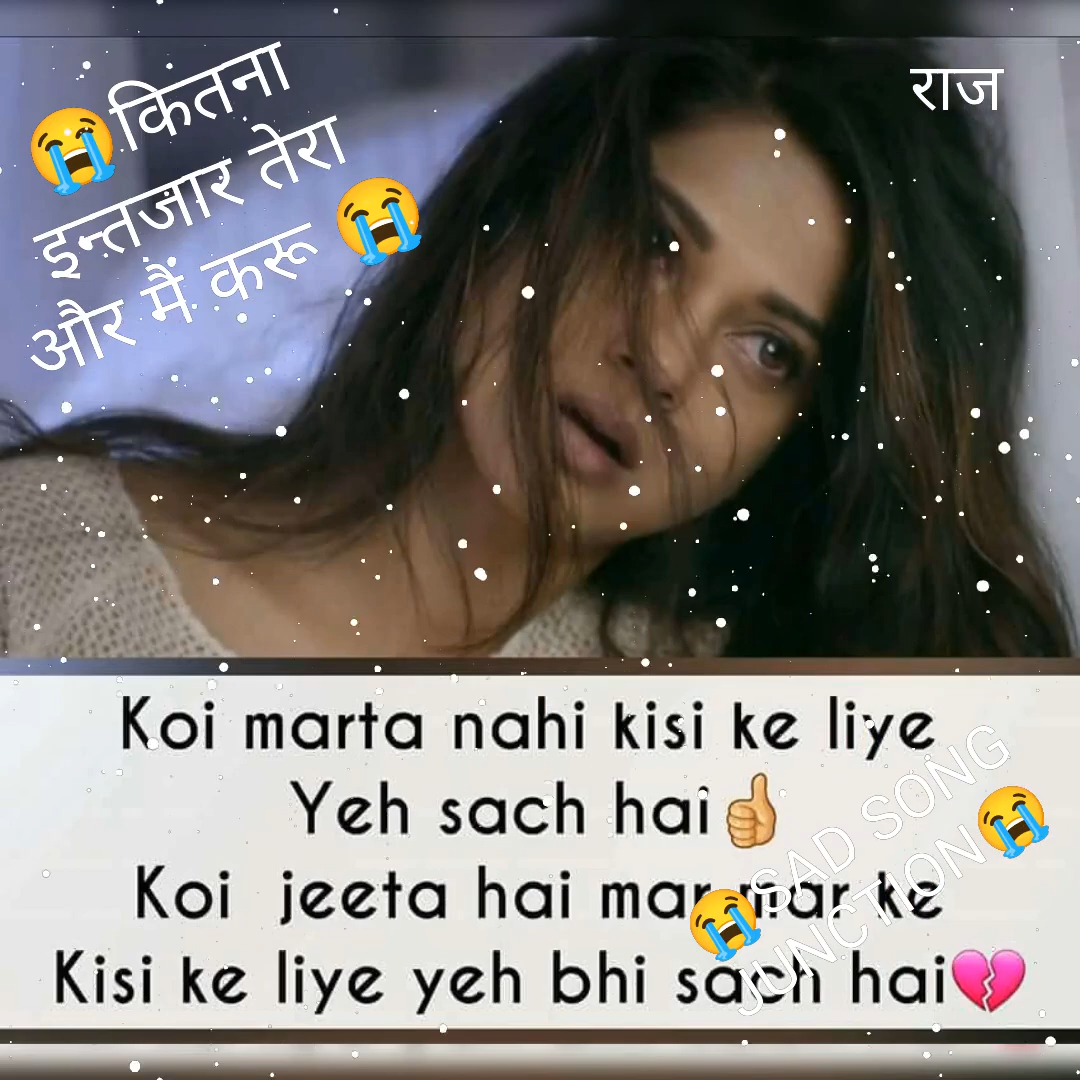 😭कितना
इन्तजार तेरा
और मैं करू 😭
राज
Koi marta nahi kisi ke liye
Yeh sach hai👍
Koi jeeta hai mar mar ke
Kisi ke liye yeh bhi sach hai💔
😭SAD SONG
JUNCTION😭